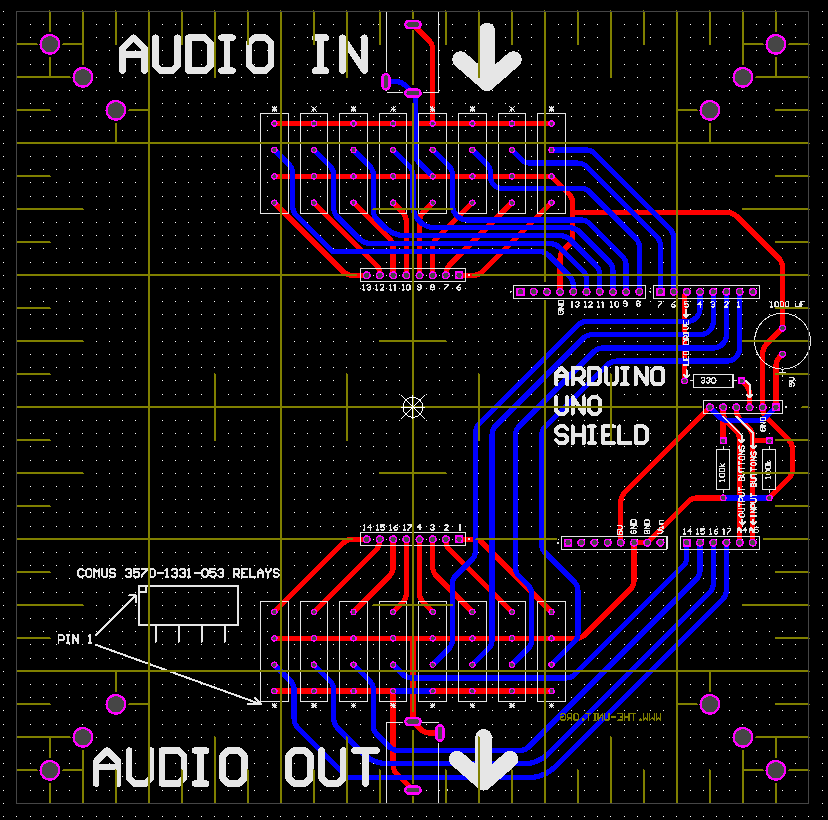 AUDIO IN
* * * * * * * *
13 12 11 10 9 8 7 6
GND 13 12 11 10 9 8
7 6 5 4 3 2 1
1000 uF
LED DRIVE
330
+
9V
ARDUINO
UNO
SHIELD
GND
100k
OUTPUT BUTTONS
INPUT BUTTONS
100k
14 15 16 17 4 3 2 1
5V GND GND Vin
14 15 16 17
COMUS 3570-1331-053 RELAYS
PIN 1
* * * * * * * *
WWW.THE-UNIT.ORG
AUDIO OUT